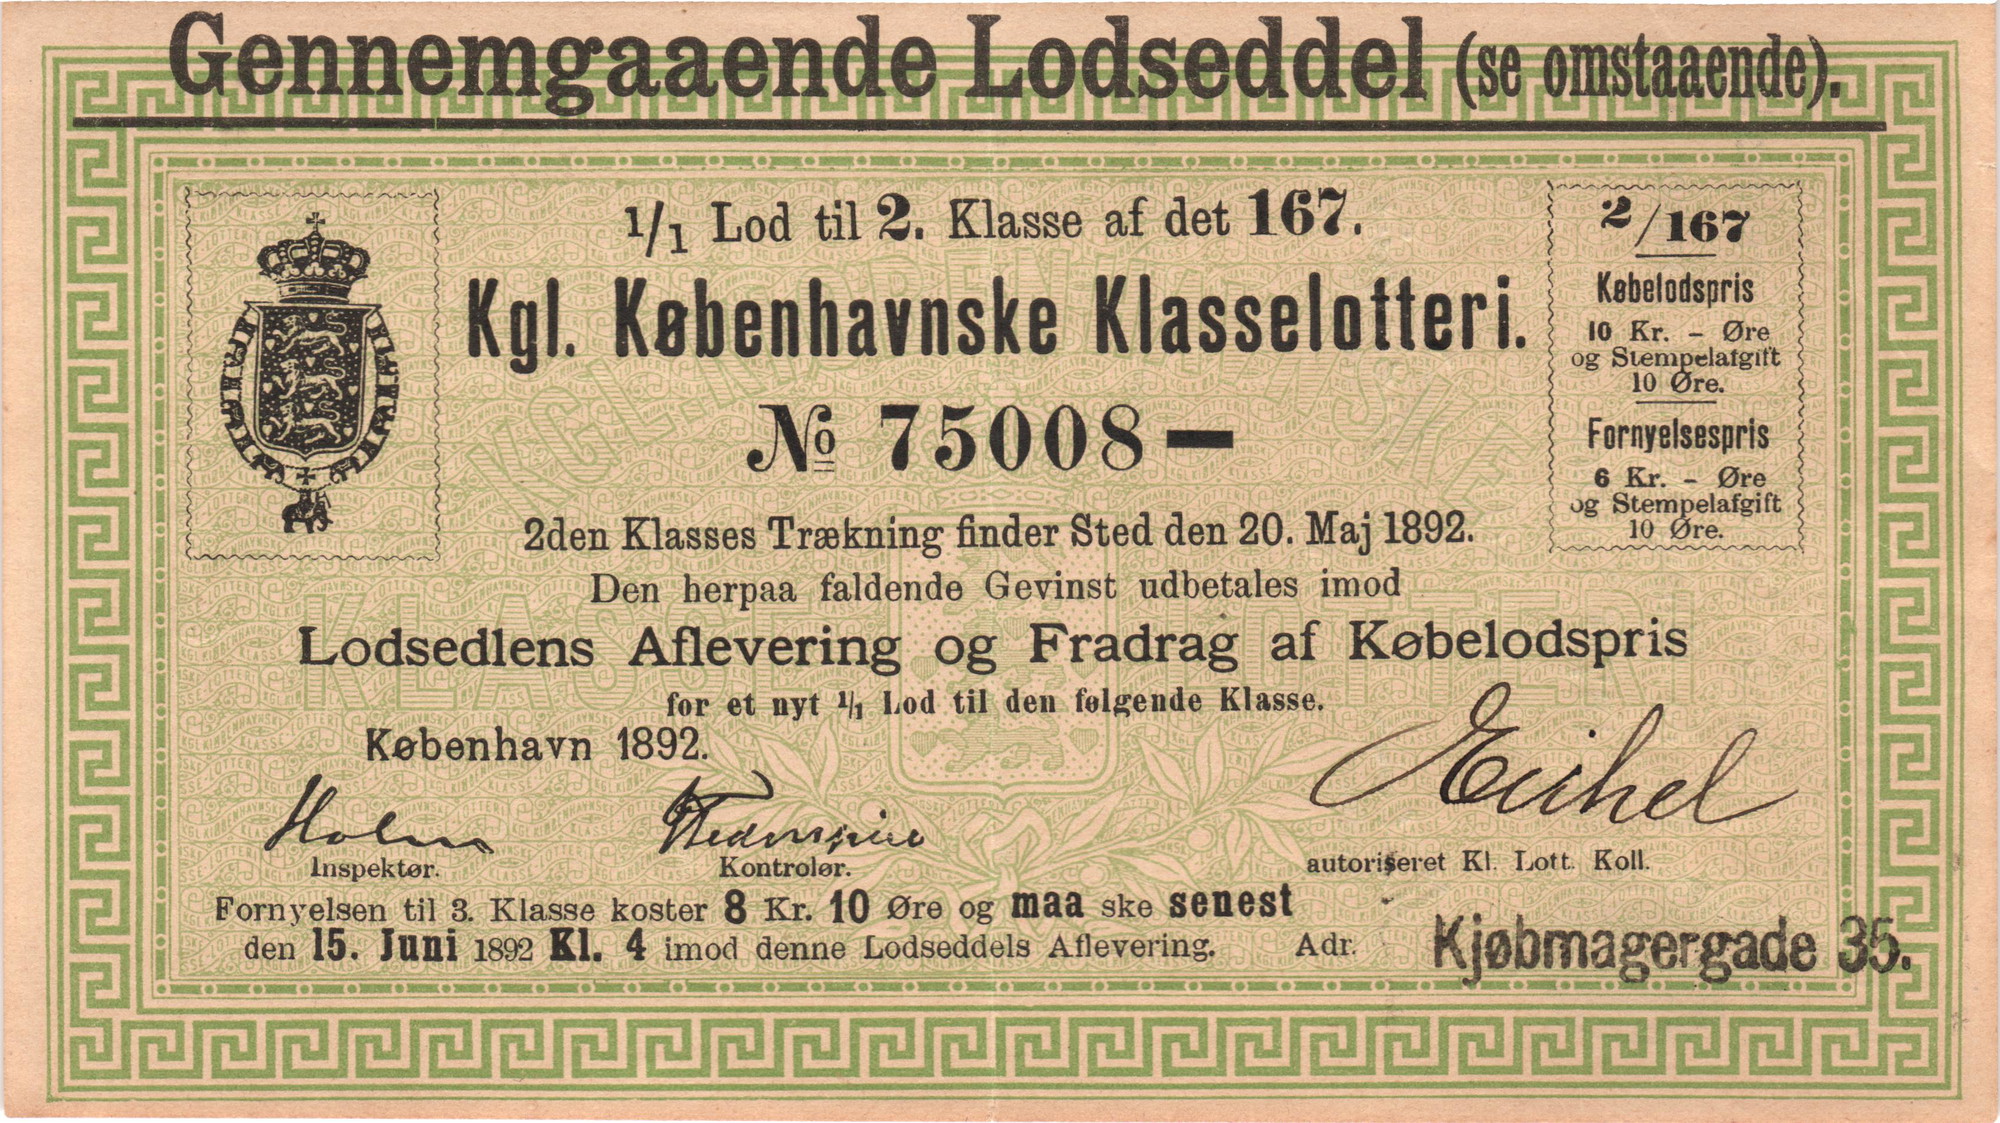 Gennemgaaende Lodseddel (se omstaaende).
1/1 Lod til 2. Klasse af det 167.
Kgl. Københavnske Klasselotteri.
№ 75008—
2den Klasses Trækning finder Sted den 20. Maj 1892.
Den herpaa faldende Gevinst udbetales imod
Lodsedlens Aflevering og Fradrag af Købelodspris
for et nyt 1/1 Lod til den følgende Klasse.
København 1892.
2/167
Købelodspris
10 Kr. - Øre
og Stempelafgift
10 Øre.
Fornyelsespris
6 Kr. - Øre
og Stempelafgift
10 Øre.
Holm
Inspektør.
Kontrolør.
Eichel
autoriseret Kl. Lott. Koll.
Fornyelsen til 3. Klasse koster 8 Kr. 10 Øre og maa ske senest
den 15. Juni 1892 Kl. 4 imod denne Lodseddels Aflevering.
Adr. Kjøbmagergade 35.
KGL. KØBENHAVNSKE
KLASSELOTTERI